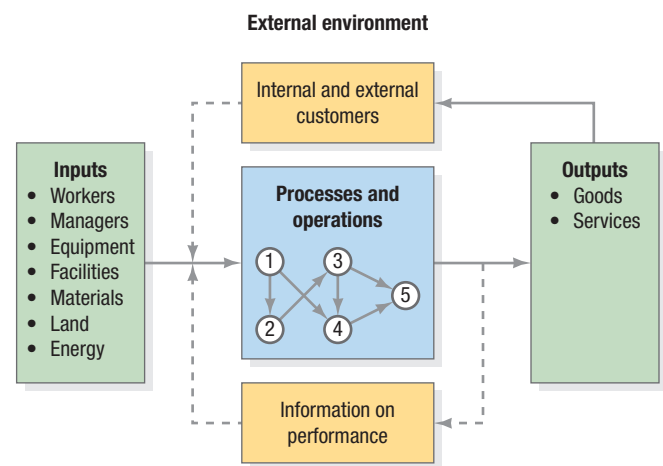 External environment
Internal and external
customers
Inputs
• Workers
• Managers
• Equipment
• Facilities
• Materials
• Land
• Energy
Processes and
operations
1
3
5
2
4
Outputs
• Goods
• Services
Information on
performance